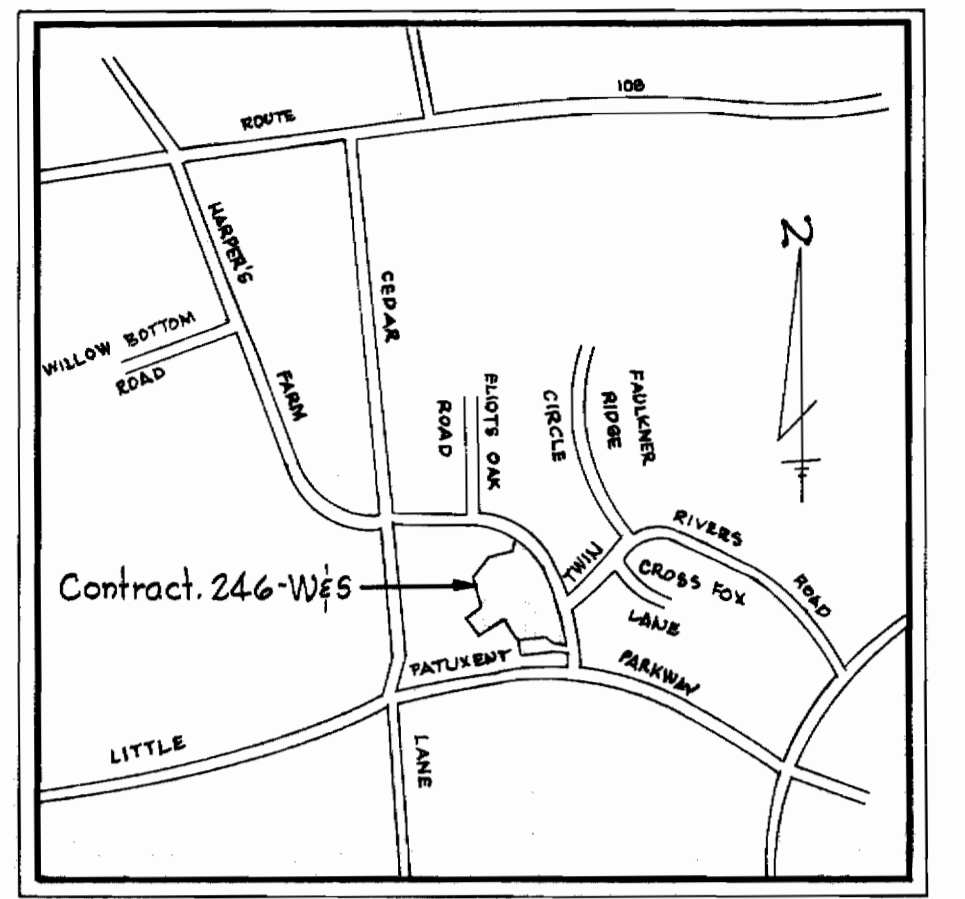 108
ROUTE
HARPER'S
FARM
CEDAR
LANE
WILLOW BOTTOM
ROAD
ELIOTS OAK
ROAD
FAULKNER
RIDGE
CIRCLE
N
TWIN
RIVERS
ROAD
CROSS FOX
LANE
Contract. 246-W&S
LITTLE
PATUXENT
PARKWAY